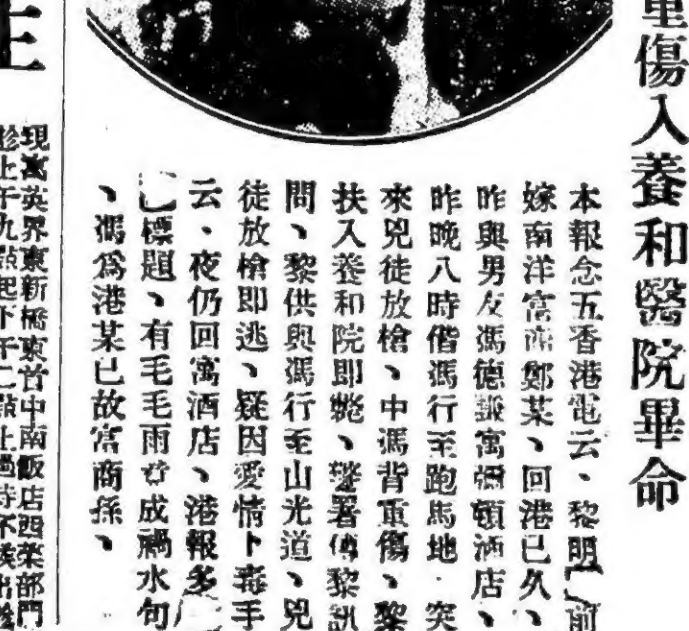 重傷入養和醫院畢命
本報念五香港電云、黎明前
嫁南洋富商鄭某、回港已久、
昨與男友馮德謙寓彌頓酒店、
昨晚八時偕馮行至跑馬地、突
來兇徒放槍、中馮背重傷、黎
扶入養和院即斃、警署傳黎訊
問、黎供與馮行至山光道、兇
徒放槍即逃、疑因愛情下毒手
云、夜仍回寓酒店、港報多
標題、有毛毛雨竟成禍水句
、馮為港某已故富商孫、
現寓英界東新橋東首中南飯店西菜部門
上午九點起下午二點止過時不候出